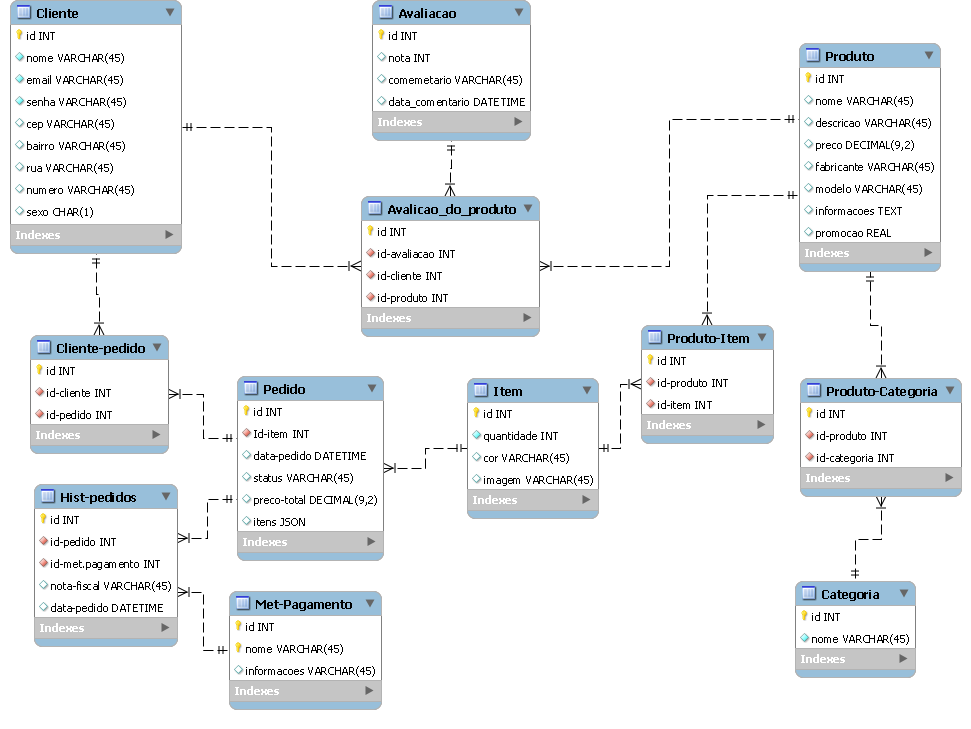 Cliente
id INT
nome VARCHAR(45)
email VARCHAR(45)
senha VARCHAR(45)
cep VARCHAR(45)
bairro VARCHAR(45)
rua VARCHAR(45)
numero VARCHAR(45)
sexo CHAR(1)
Indexes
Avaliacao
id INT
nota INT
comemetario VARCHAR(45)
data_comentario DATETIME
Indexes
Produto
id INT
nome VARCHAR(45)
descricao VARCHAR(45)
preco DECIMAL(9,2)
fabricante VARCHAR(45)
modelo VARCHAR(45)
informacoes TEXT
promocao REAL
Indexes
Avalicao_do_produto
id INT
id-avaliacao INT
id-cliente INT
id-produto INT
Indexes
Cliente-pedido
id INT
id-cliente INT
id-pedido INT
Indexes
Pedido
id INT
Id-item INT
data-pedido DATETIME
status VARCHAR(45)
preco-total DECIMAL(9,2)
itens JSON
Indexes
Item
id INT
quantidade INT
cor VARCHAR(45)
imagem VARCHAR(45)
Indexes
Produto-Item
id INT
id-produto INT
id-item INT
Indexes
Produto-Categoria
id INT
id-produto INT
id-categoria INT
Indexes
Hist-pedidos
id INT
id-pedido INT
id-met.pagamento INT
nota-fiscal VARCHAR(45)
data-pedido DATETIME
Indexes
Met-Pagamento
id INT
nome VARCHAR(45)
informacoes VARCHAR(45)
Indexes
Categoria
id INT
nome VARCHAR(45)
Indexes